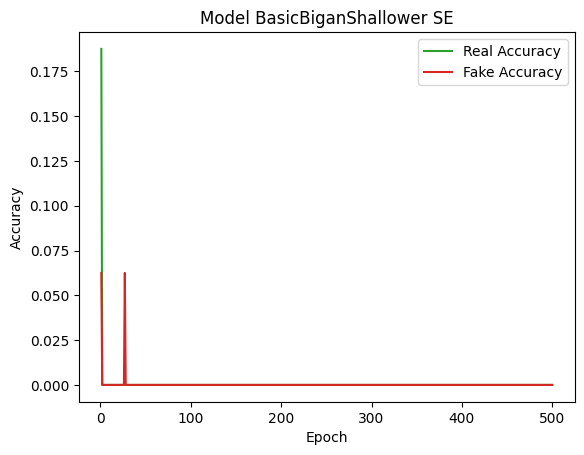 Model BasicBiganShallower SE
Real Accuracy
Fake Accuracy
Accuracy
0.175
0.150
0.125
0.100
0.075
0.050
0.025
0.000
0 100 200 300 400 500
Epoch